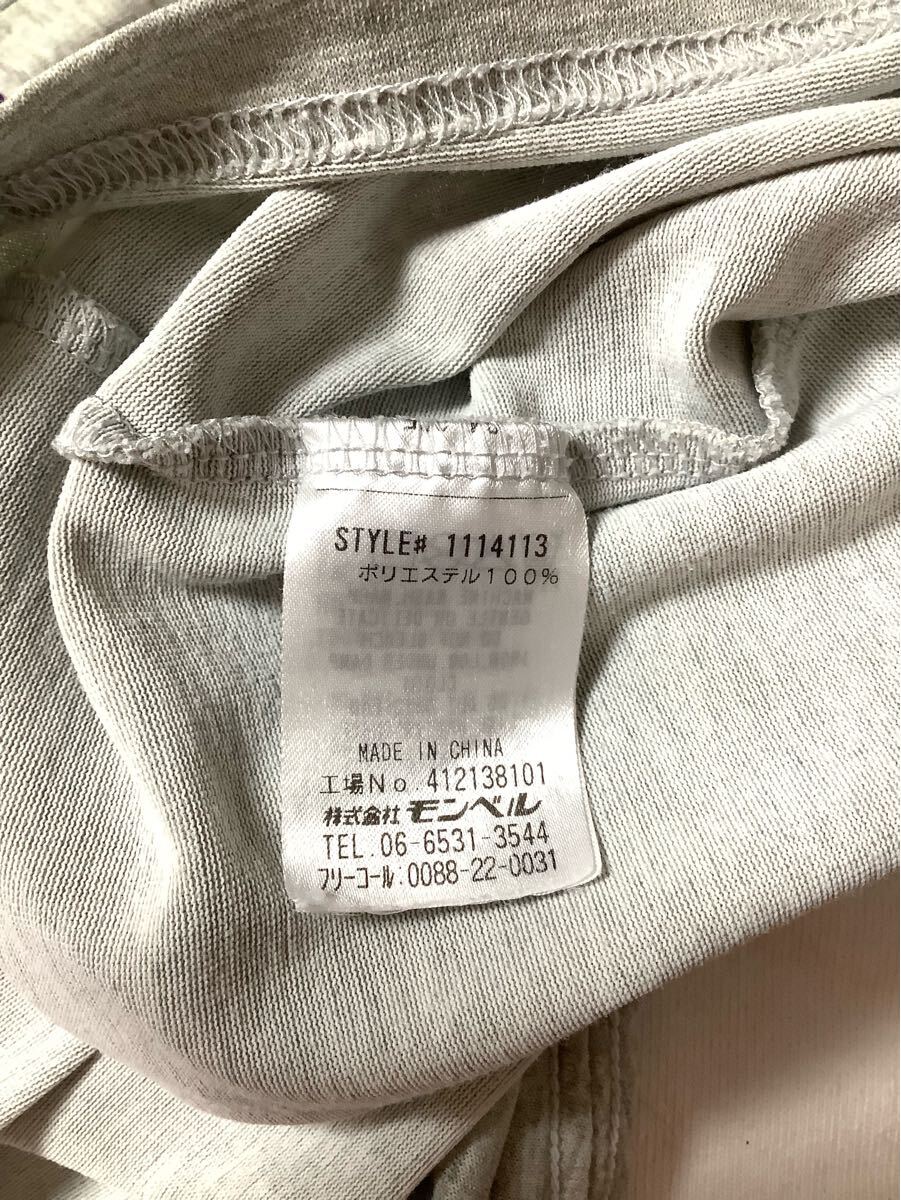 STYLE# 1114113
ポリエステル100%
MADE IN CHINA
工場No. 412138101
株式會社 モンベル
TEL.06-6531-3544
フリーコール:0088-22-0031